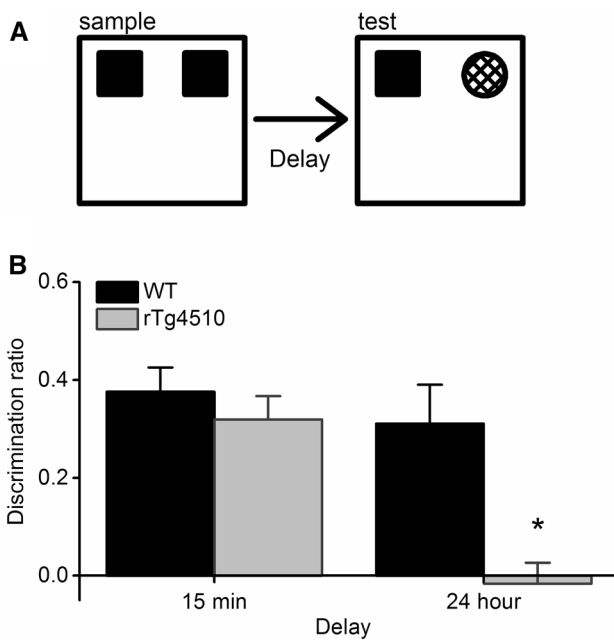 A
sample
test
Delay
B
0.6
WT
rTg4510
0.4
Discrimination ratio
0.2
*
0.0
15 min
24 hour
Delay